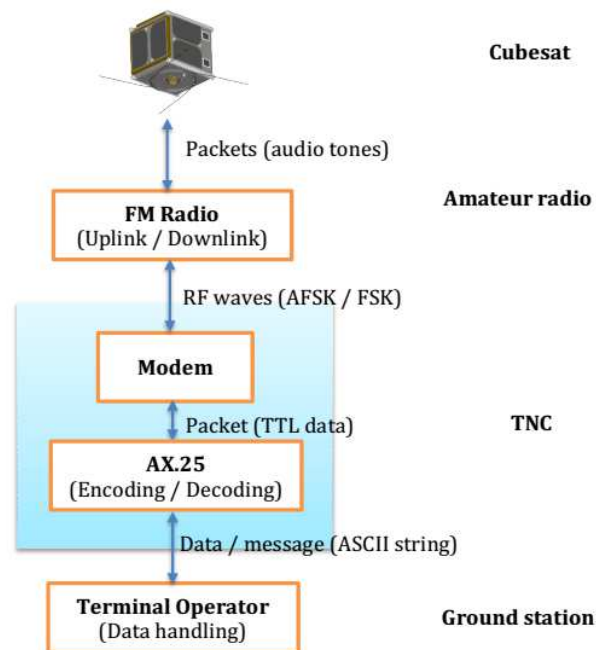 Cubesat
Packets (audio tones)
Amateur radio
FM Radio
(Uplink / Downlink)
RF waves (AFSK / FSK)
Modem
Packet (TTL data)
TNC
AX.25
(Encoding / Decoding)
Data / message (ASCII string)
Terminal Operator
(Data handling)
Ground station